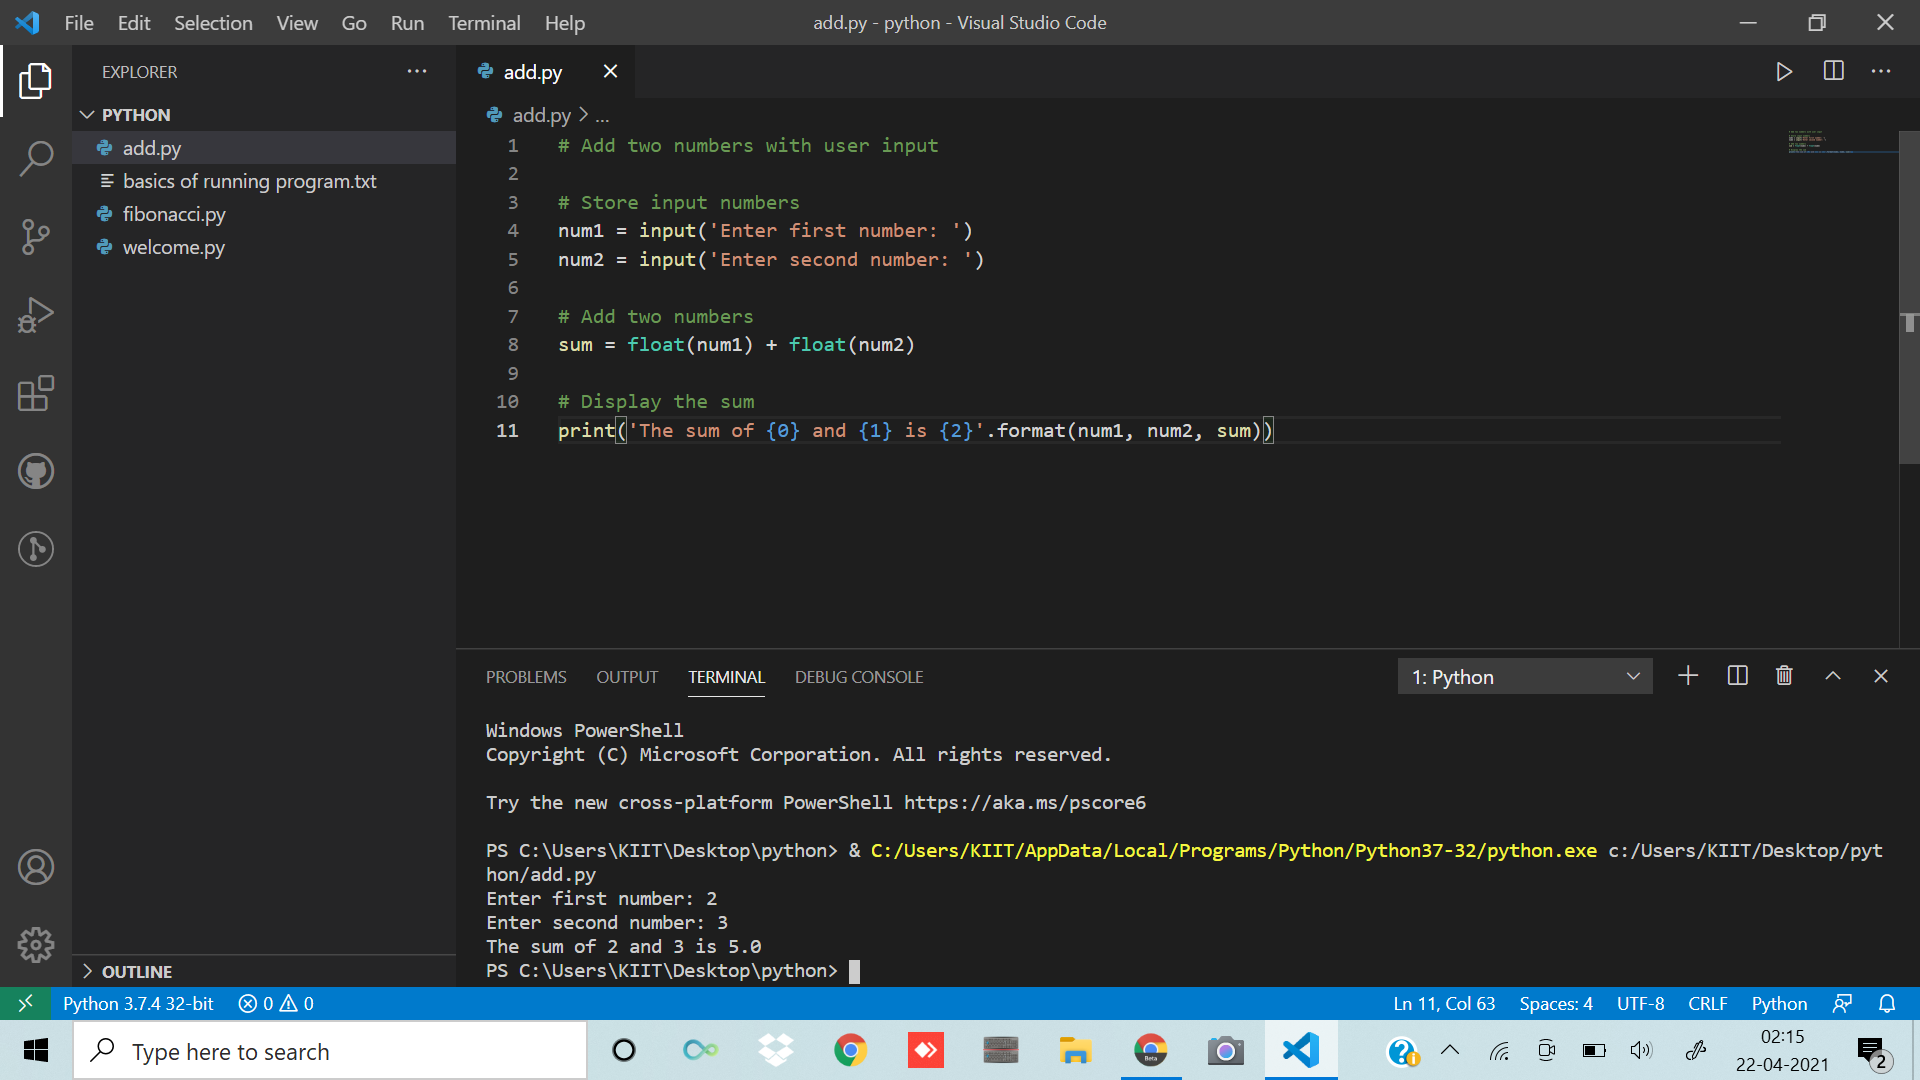 File Edit Selection View Go Run Terminal Help
add.py - python - Visual Studio Code
EXPLORER
PYTHON
add.py
basics of running program.txt
fibonacci.py
welcome.py
OUTLINE
add.py
add.py > ...
1 # Add two numbers with user input
2
3 # Store input numbers
4 num1 = input('Enter first number: ')
5 num2 = input('Enter second number: ')
6
7 # Add two numbers
8 sum = float(num1) + float(num2)
9
10 # Display the sum
11 print('The sum of {0} and {1} is {2}'.format(num1, num2, sum))
PROBLEMS OUTPUT TERMINAL DEBUG CONSOLE
1: Python
Windows PowerShell
Copyright (C) Microsoft Corporation. All rights reserved.
Try the new cross-platform PowerShell https://aka.ms/pscore6
PS C:\Users\KIIT\Desktop\python> & C:/Users/KIIT/AppData/Local/Programs/Python/Python37-32/python.exe c:/Users/KIIT/Desktop/pyt
hon/add.py
Enter first number: 2
Enter second number: 3
The sum of 2 and 3 is 5.0
PS C:\Users\KIIT\Desktop\python>
Python 3.7.4 32-bit 0 0
Ln 11, Col 63 Spaces: 4 UTF-8 CRLF Python
Type here to search
Beta
02:15
22-04-2021
2